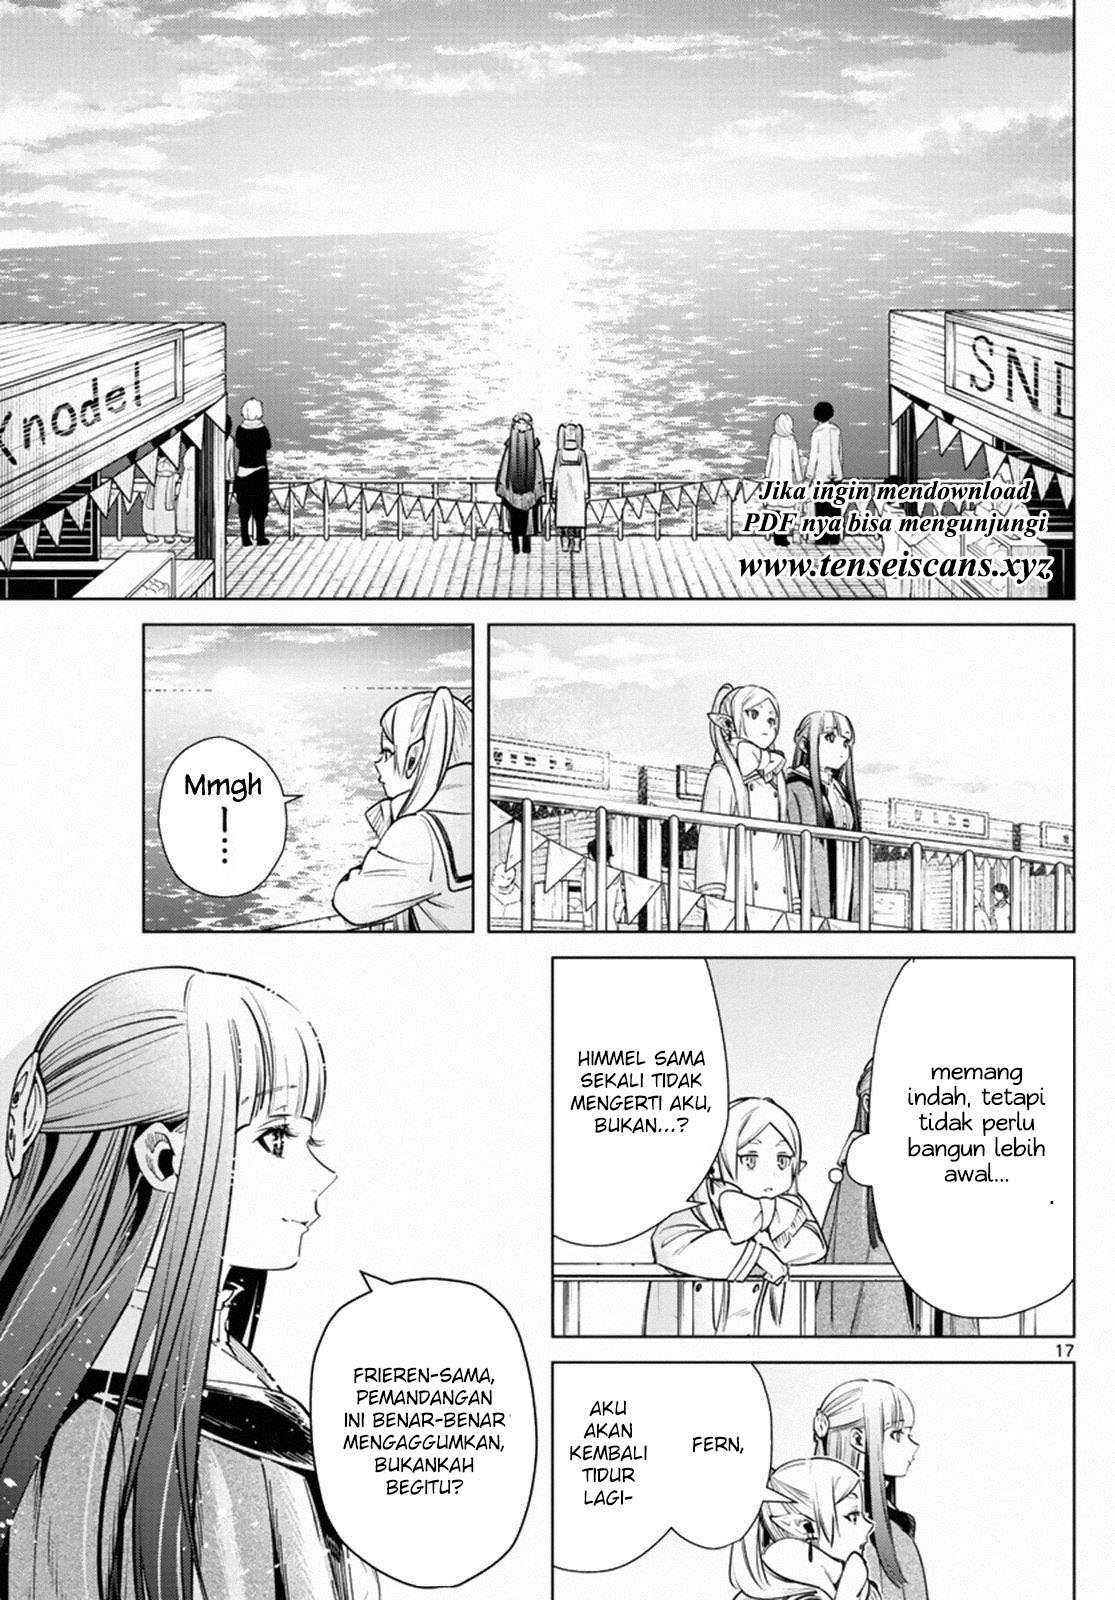 Knodel
SND
Jika ingin mendownload
PDF nya bisa mengunjungi
www.tenseiscans.xyz
Mmgh
—...
memang
indah, tetapi
tidak perlu
bangun lebih
awal...
HIMMEL SAMA
SEKALI TIDAK
MENGERTI AKU,
BUKAN...?
17
FERN,
AKU
AKAN
KEMBALI
TIDUR
LAGI-
FRIEREN-SAMA,
PEMANDANGAN
INI BENAR-BENAR
MENGAGGUMKAN,
BUKANKAH
BEGITU?